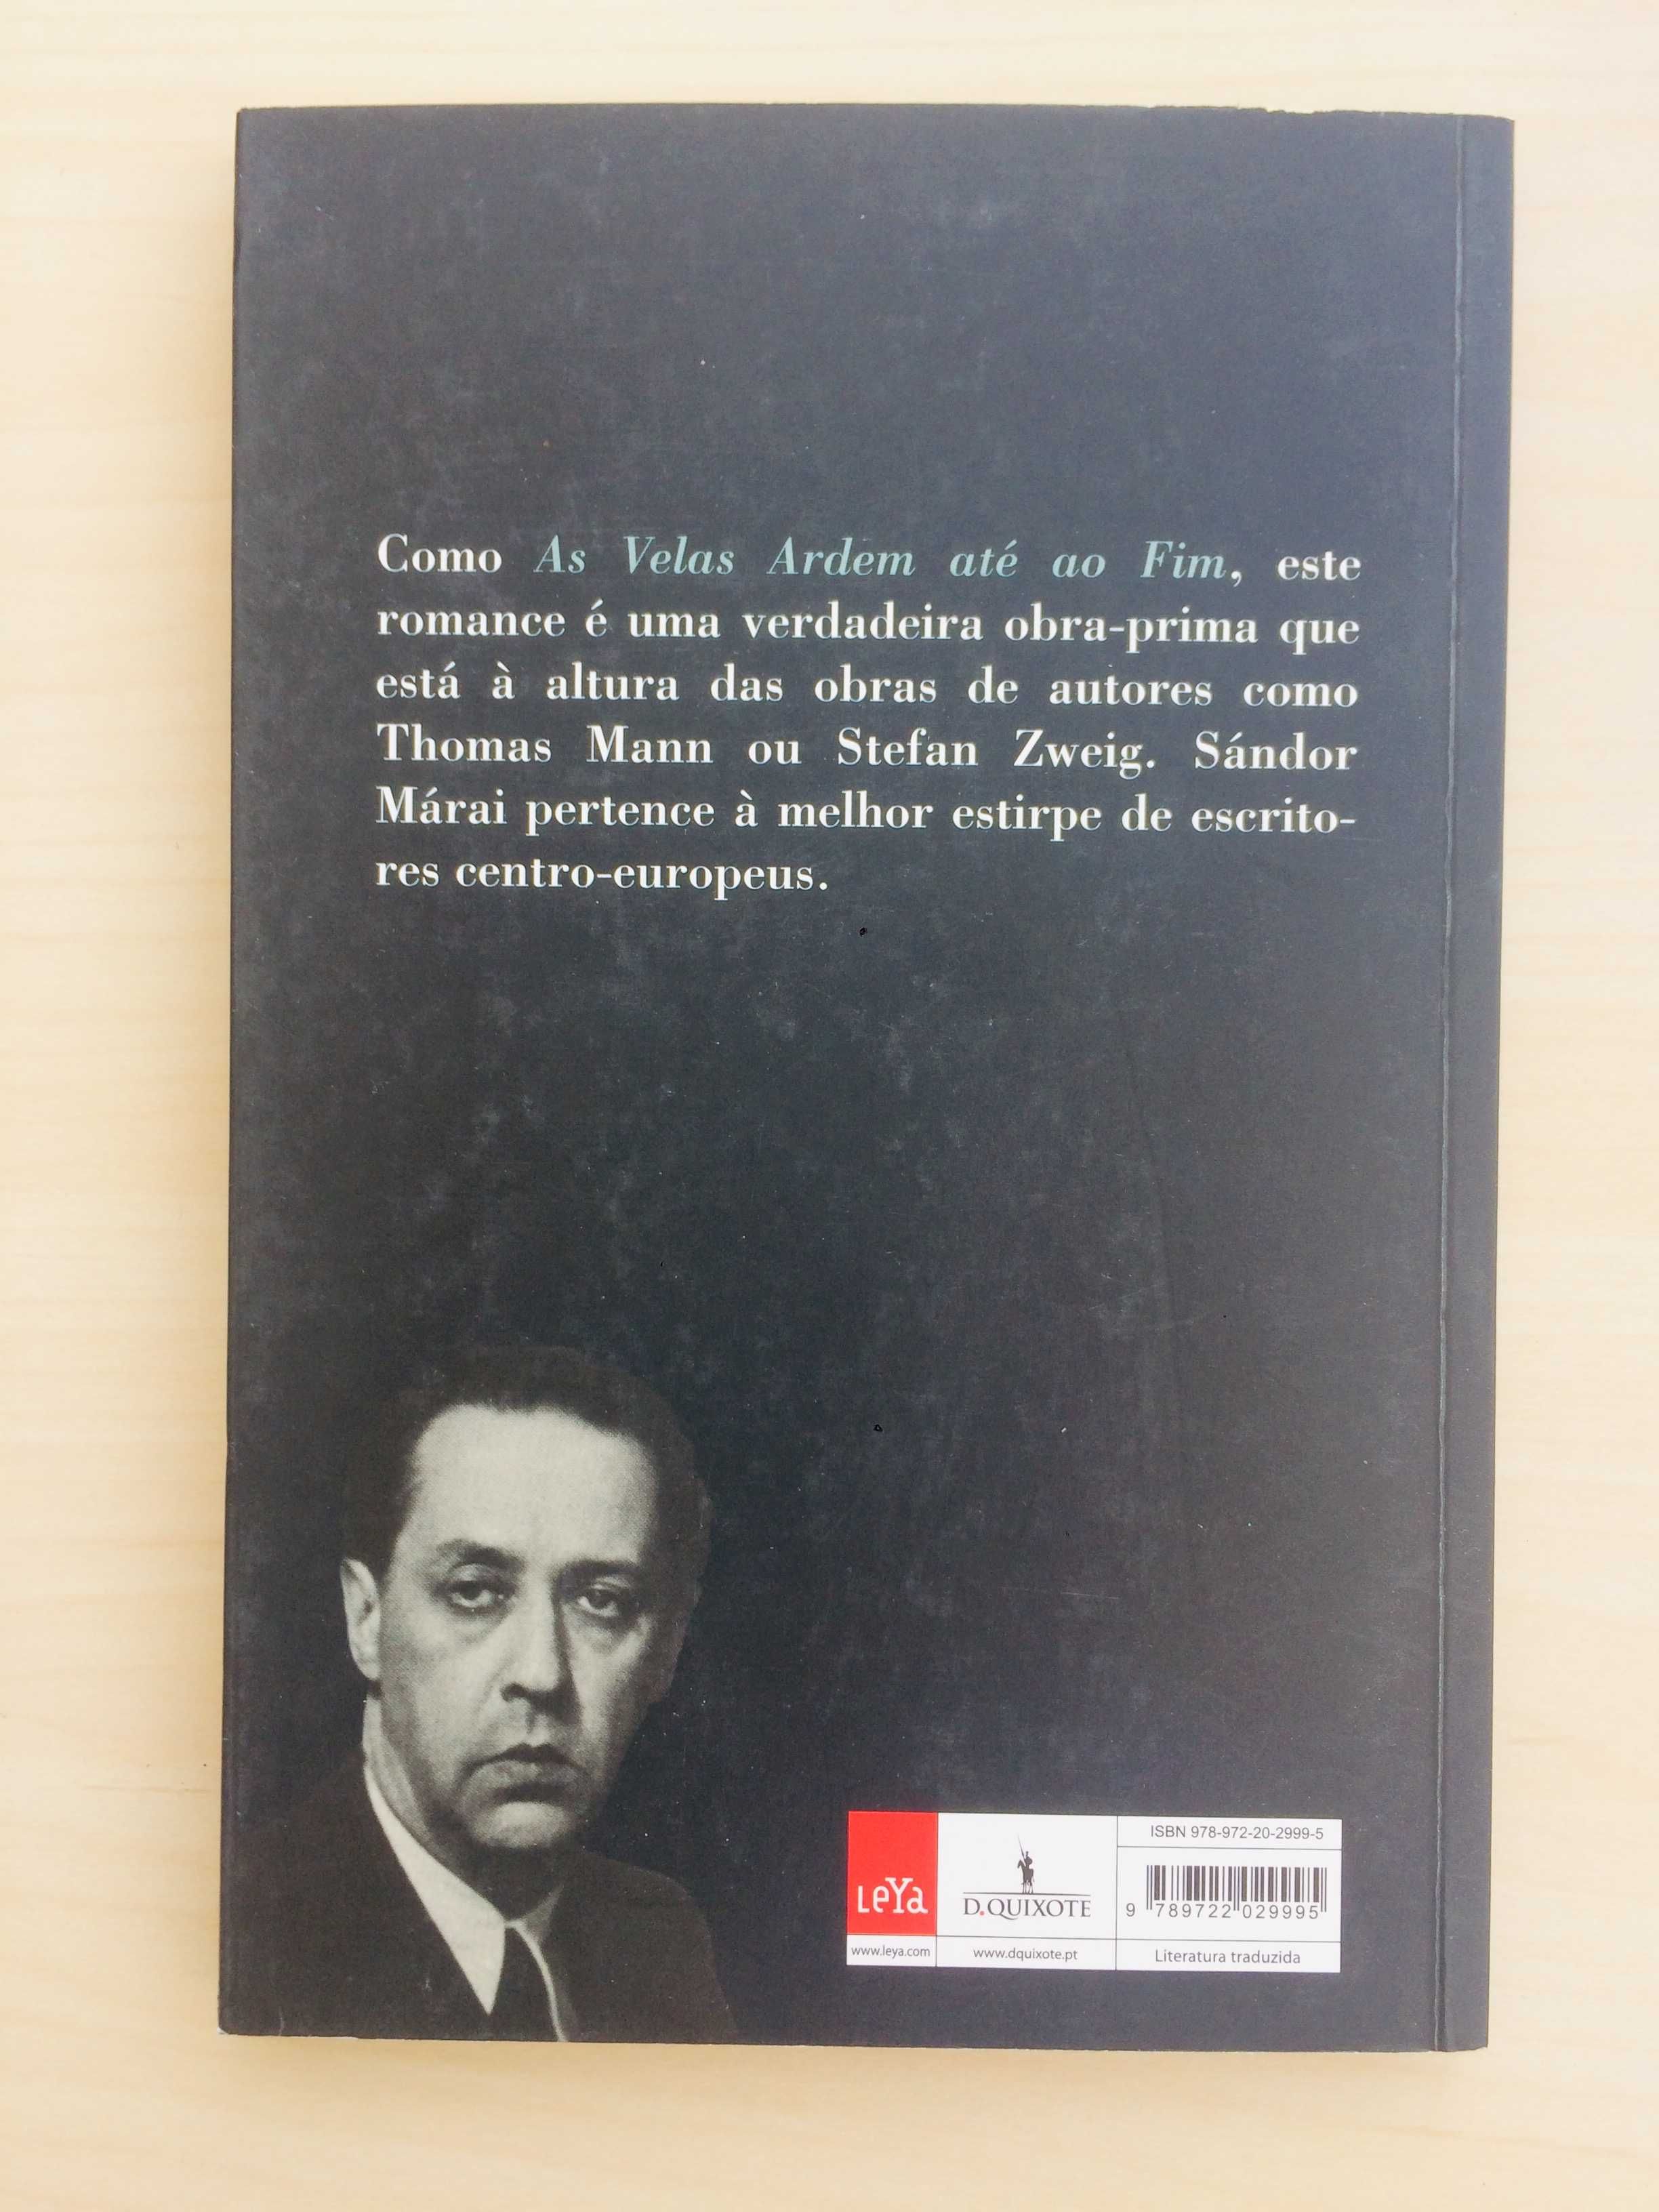 Como As Velas Ardem até ao Fim, este
romance é uma verdadeira obra-prima que
está à altura das obras de autores como
Thomas Mann ou Stefan Zweig. Sándor
Márai pertence à melhor estirpe de escrito-
res centro-europeus.
LeYa
www.leya.com
D.QUIXOTE
www.dquixote.pt
ISBN 978-972-20-2999-5
9 789722 029995
Literatura traduzida